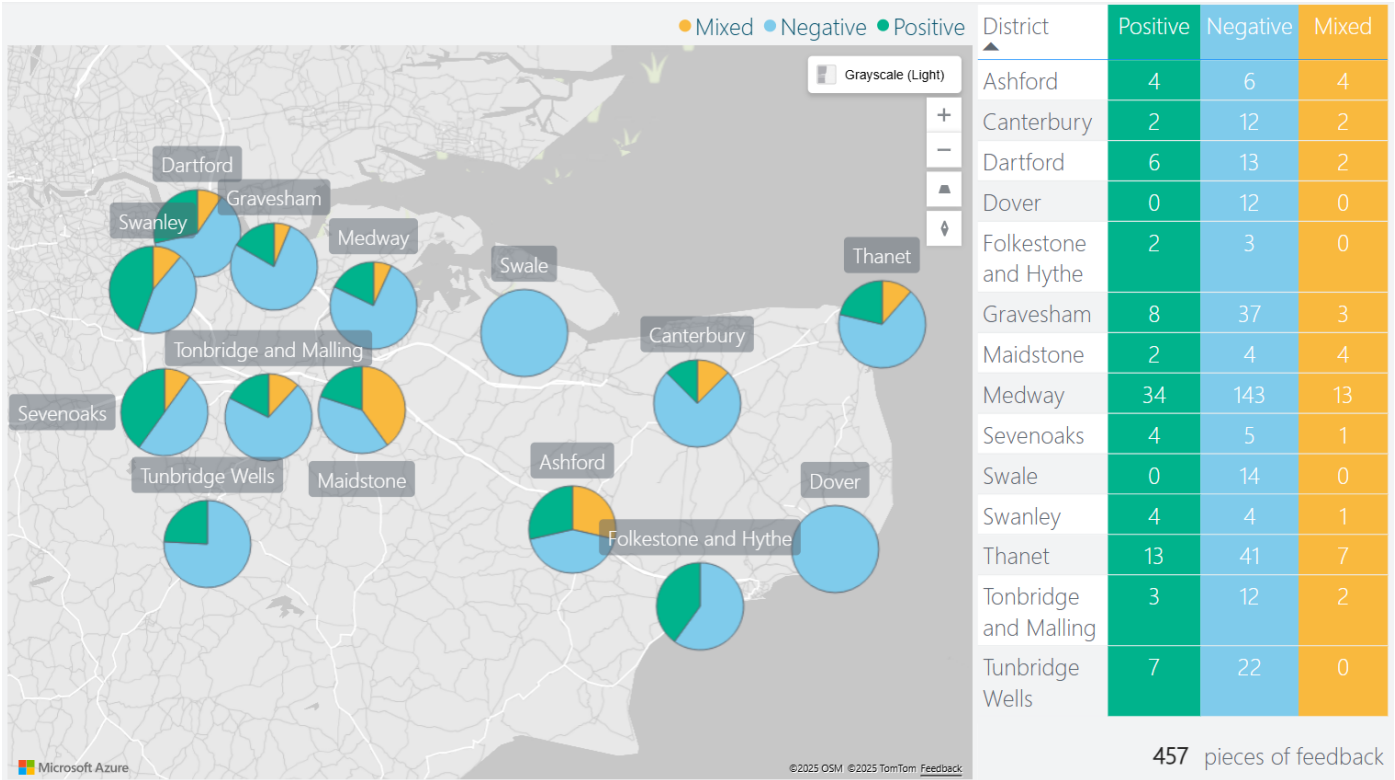 Mixed Negative Positive
Grayscale (Light)
Dartford
Gravesham
Swanley
Medway
Thanet
Swale
Canterbury
Tonbridge and Malling
Sevenoaks
Ashford
Tunbridge Wells
Maidstone
Dover
Folkestone and Hythe
Microsoft Azure
©2025 OSM ©2025 TomTom Feedback
District Positive Negative Mixed
Ashford 4 6 4
Canterbury 2 12 2
Dartford 6 13 2
Dover 0 12 0
Folkestone 2 3 0
and Hythe
Gravesham 8 37 3
Maidstone 2 4 4
Medway 34 143 13
Sevenoaks 4 5 1
Swale 0 14 0
Swanley 4 4 1
Thanet 13 41 7
Tonbridge 3 12 2
and Malling
Tunbridge 7 22 0
Wells
457 pieces of feedback